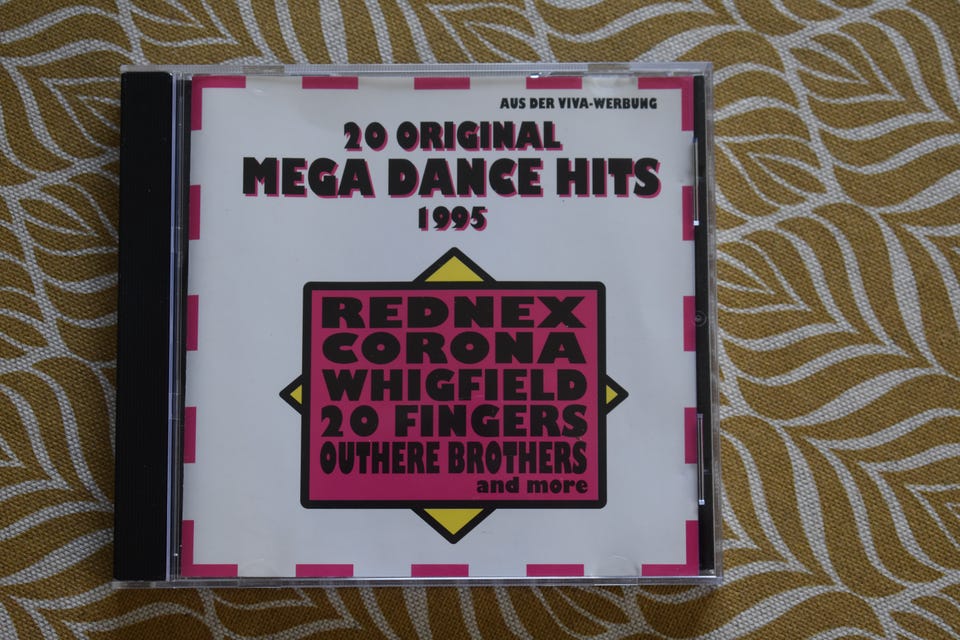 AUS DER VIVA-WERBUNG
20 ORIGINAL
MEGA DANCE HITS
1995
REDNEX
CORONA
WHIGFIELD
20 FINGERS
OUTHERE BROTHERS
and more